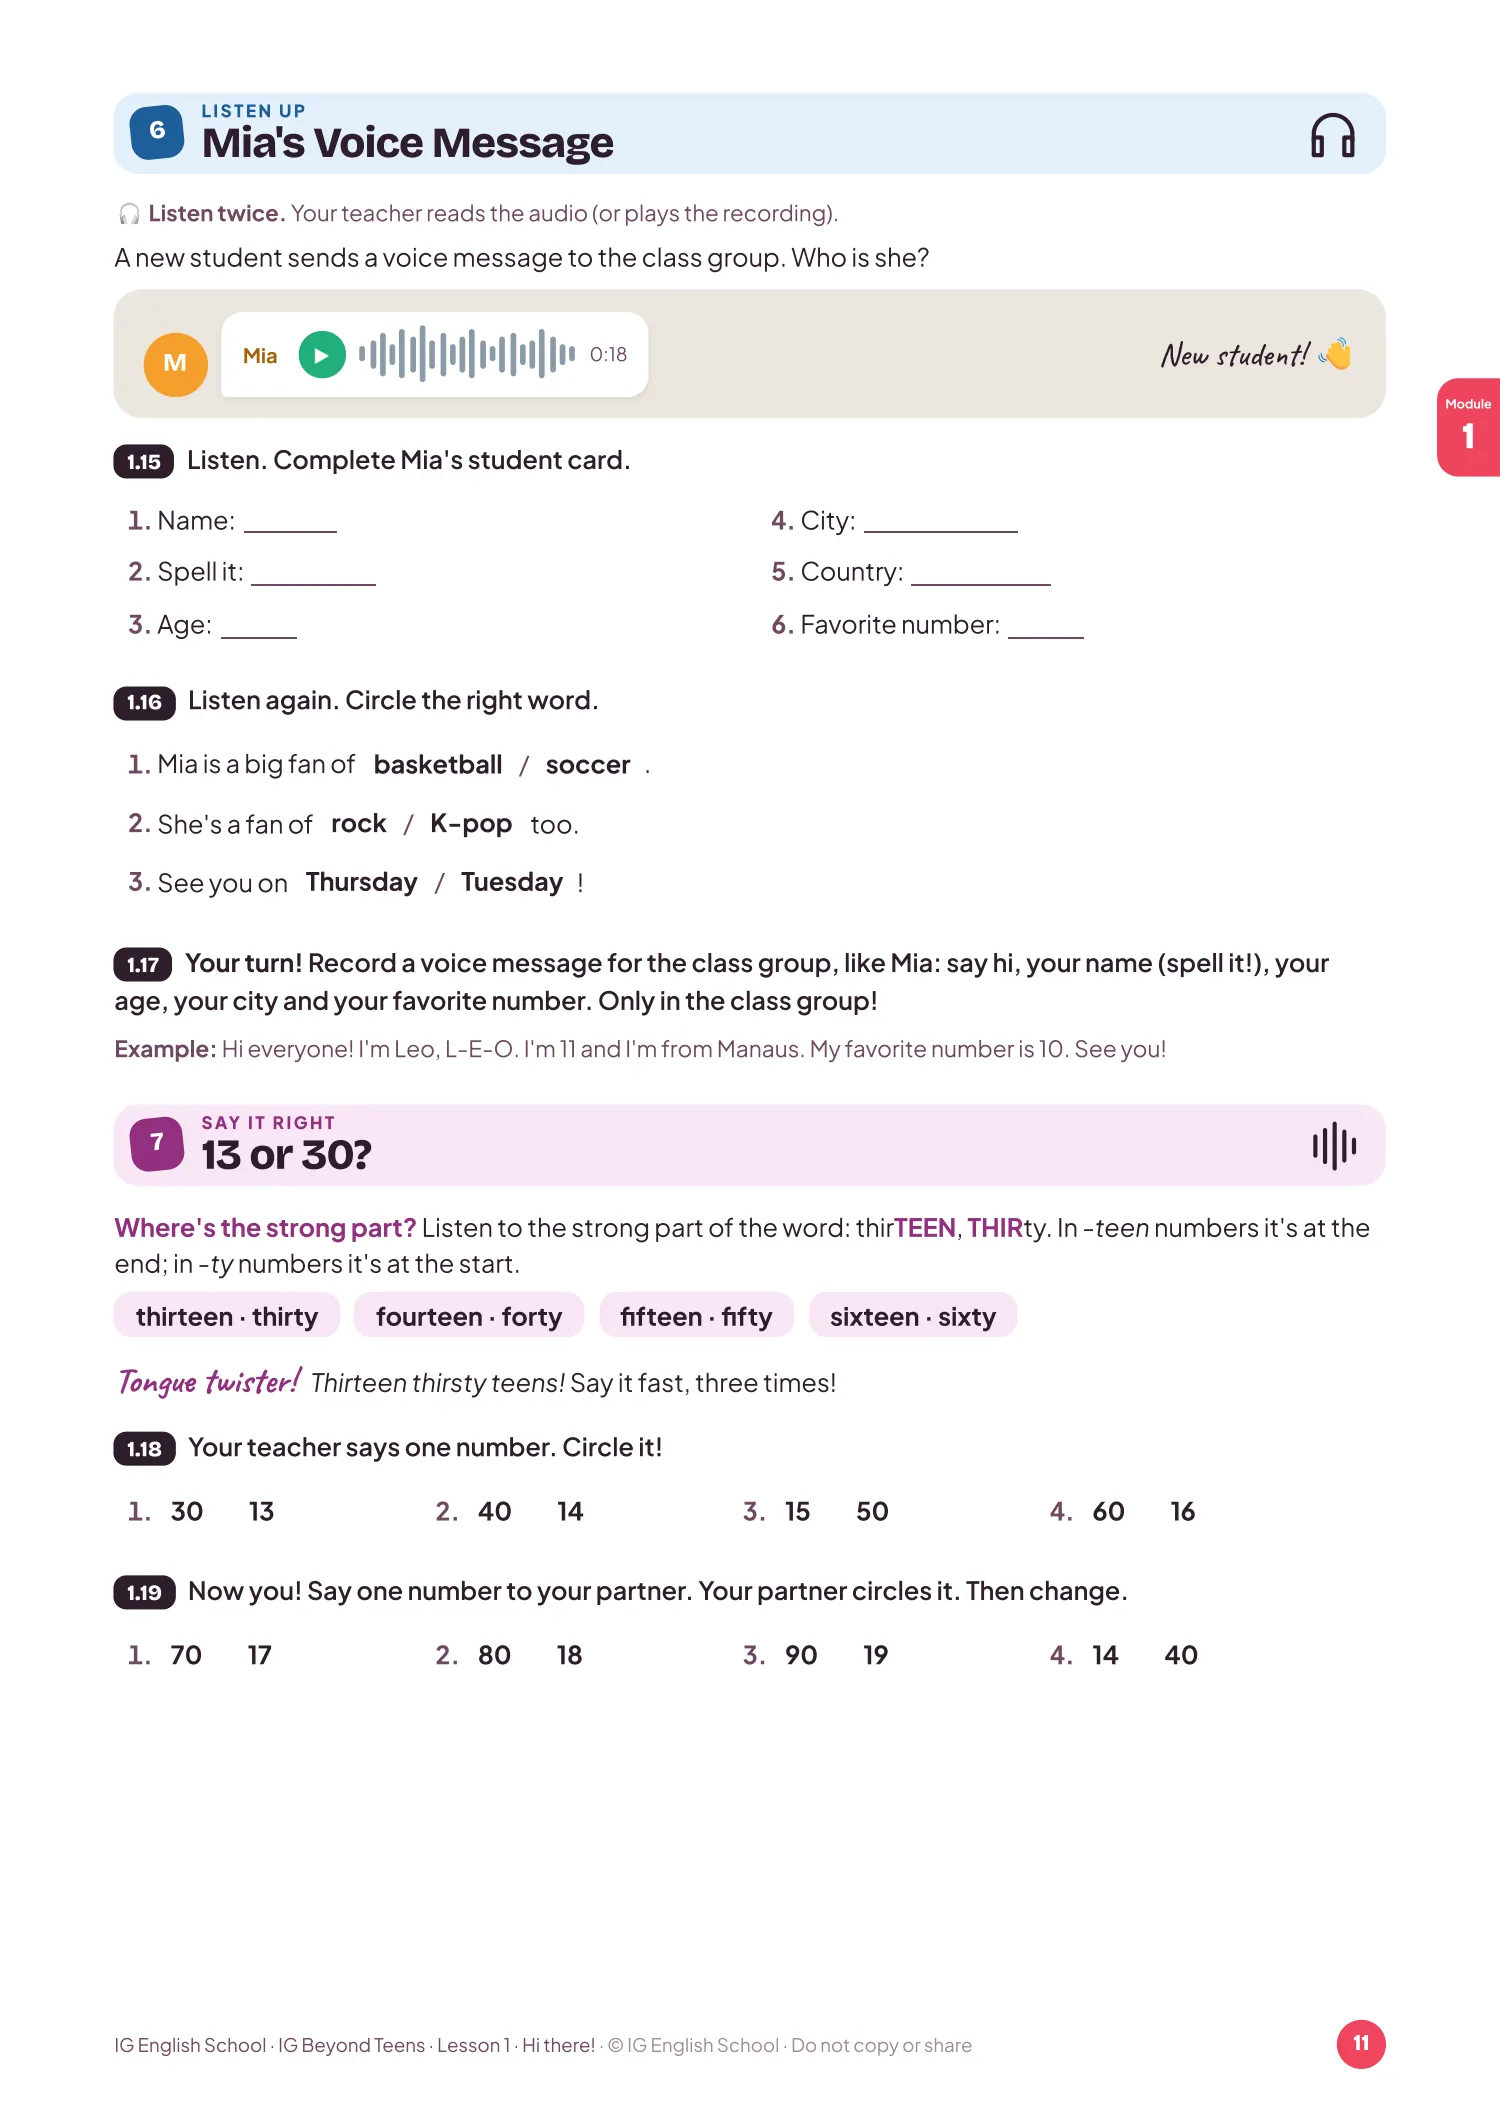 6
LISTEN UP
Mia's Voice Message
Listen twice. Your teacher reads the audio (or plays the recording).
A new student sends a voice message to the class group. Who is she?
M
Mia
0:18
New student!
Module
1
1.15 Listen. Complete Mia's student card.
1. Name: _______
2. Spell it: _________
3. Age: _____
4. City: ___________
5. Country: __________
6. Favorite number: _____
1.16 Listen again. Circle the right word.
1. Mia is a big fan of basketball / soccer .
2. She's a fan of rock / K-pop too.
3. See you on Thursday / Tuesday !
1.17 Your turn! Record a voice message for the class group, like Mia: say hi, your name (spell it!), your
age, your city and your favorite number. Only in the class group!
Example: Hi everyone! I'm Leo, L-E-O. I'm 11 and I'm from Manaus. My favorite number is 10. See you!
7
SAY IT RIGHT
13 or 30?
Where's the strong part? Listen to the strong part of the word: thirTEEN, THIRty. In -teen numbers it's at the
end; in -ty numbers it's at the start.
thirteen · thirty fourteen · forty fifteen · fifty sixteen · sixty
Tongue twister! Thirteen thirsty teens! Say it fast, three times!
1.18 Your teacher says one number. Circle it!
1. 30 13 2. 40 14 3. 15 50 4. 60 16
1.19 Now you! Say one number to your partner. Your partner circles it. Then change.
1. 70 17 2. 80 18 3. 90 19 4. 14 40
IG English School · IG Beyond Teens · Lesson 1 · Hi there! · © IG English School · Do not copy or share
11